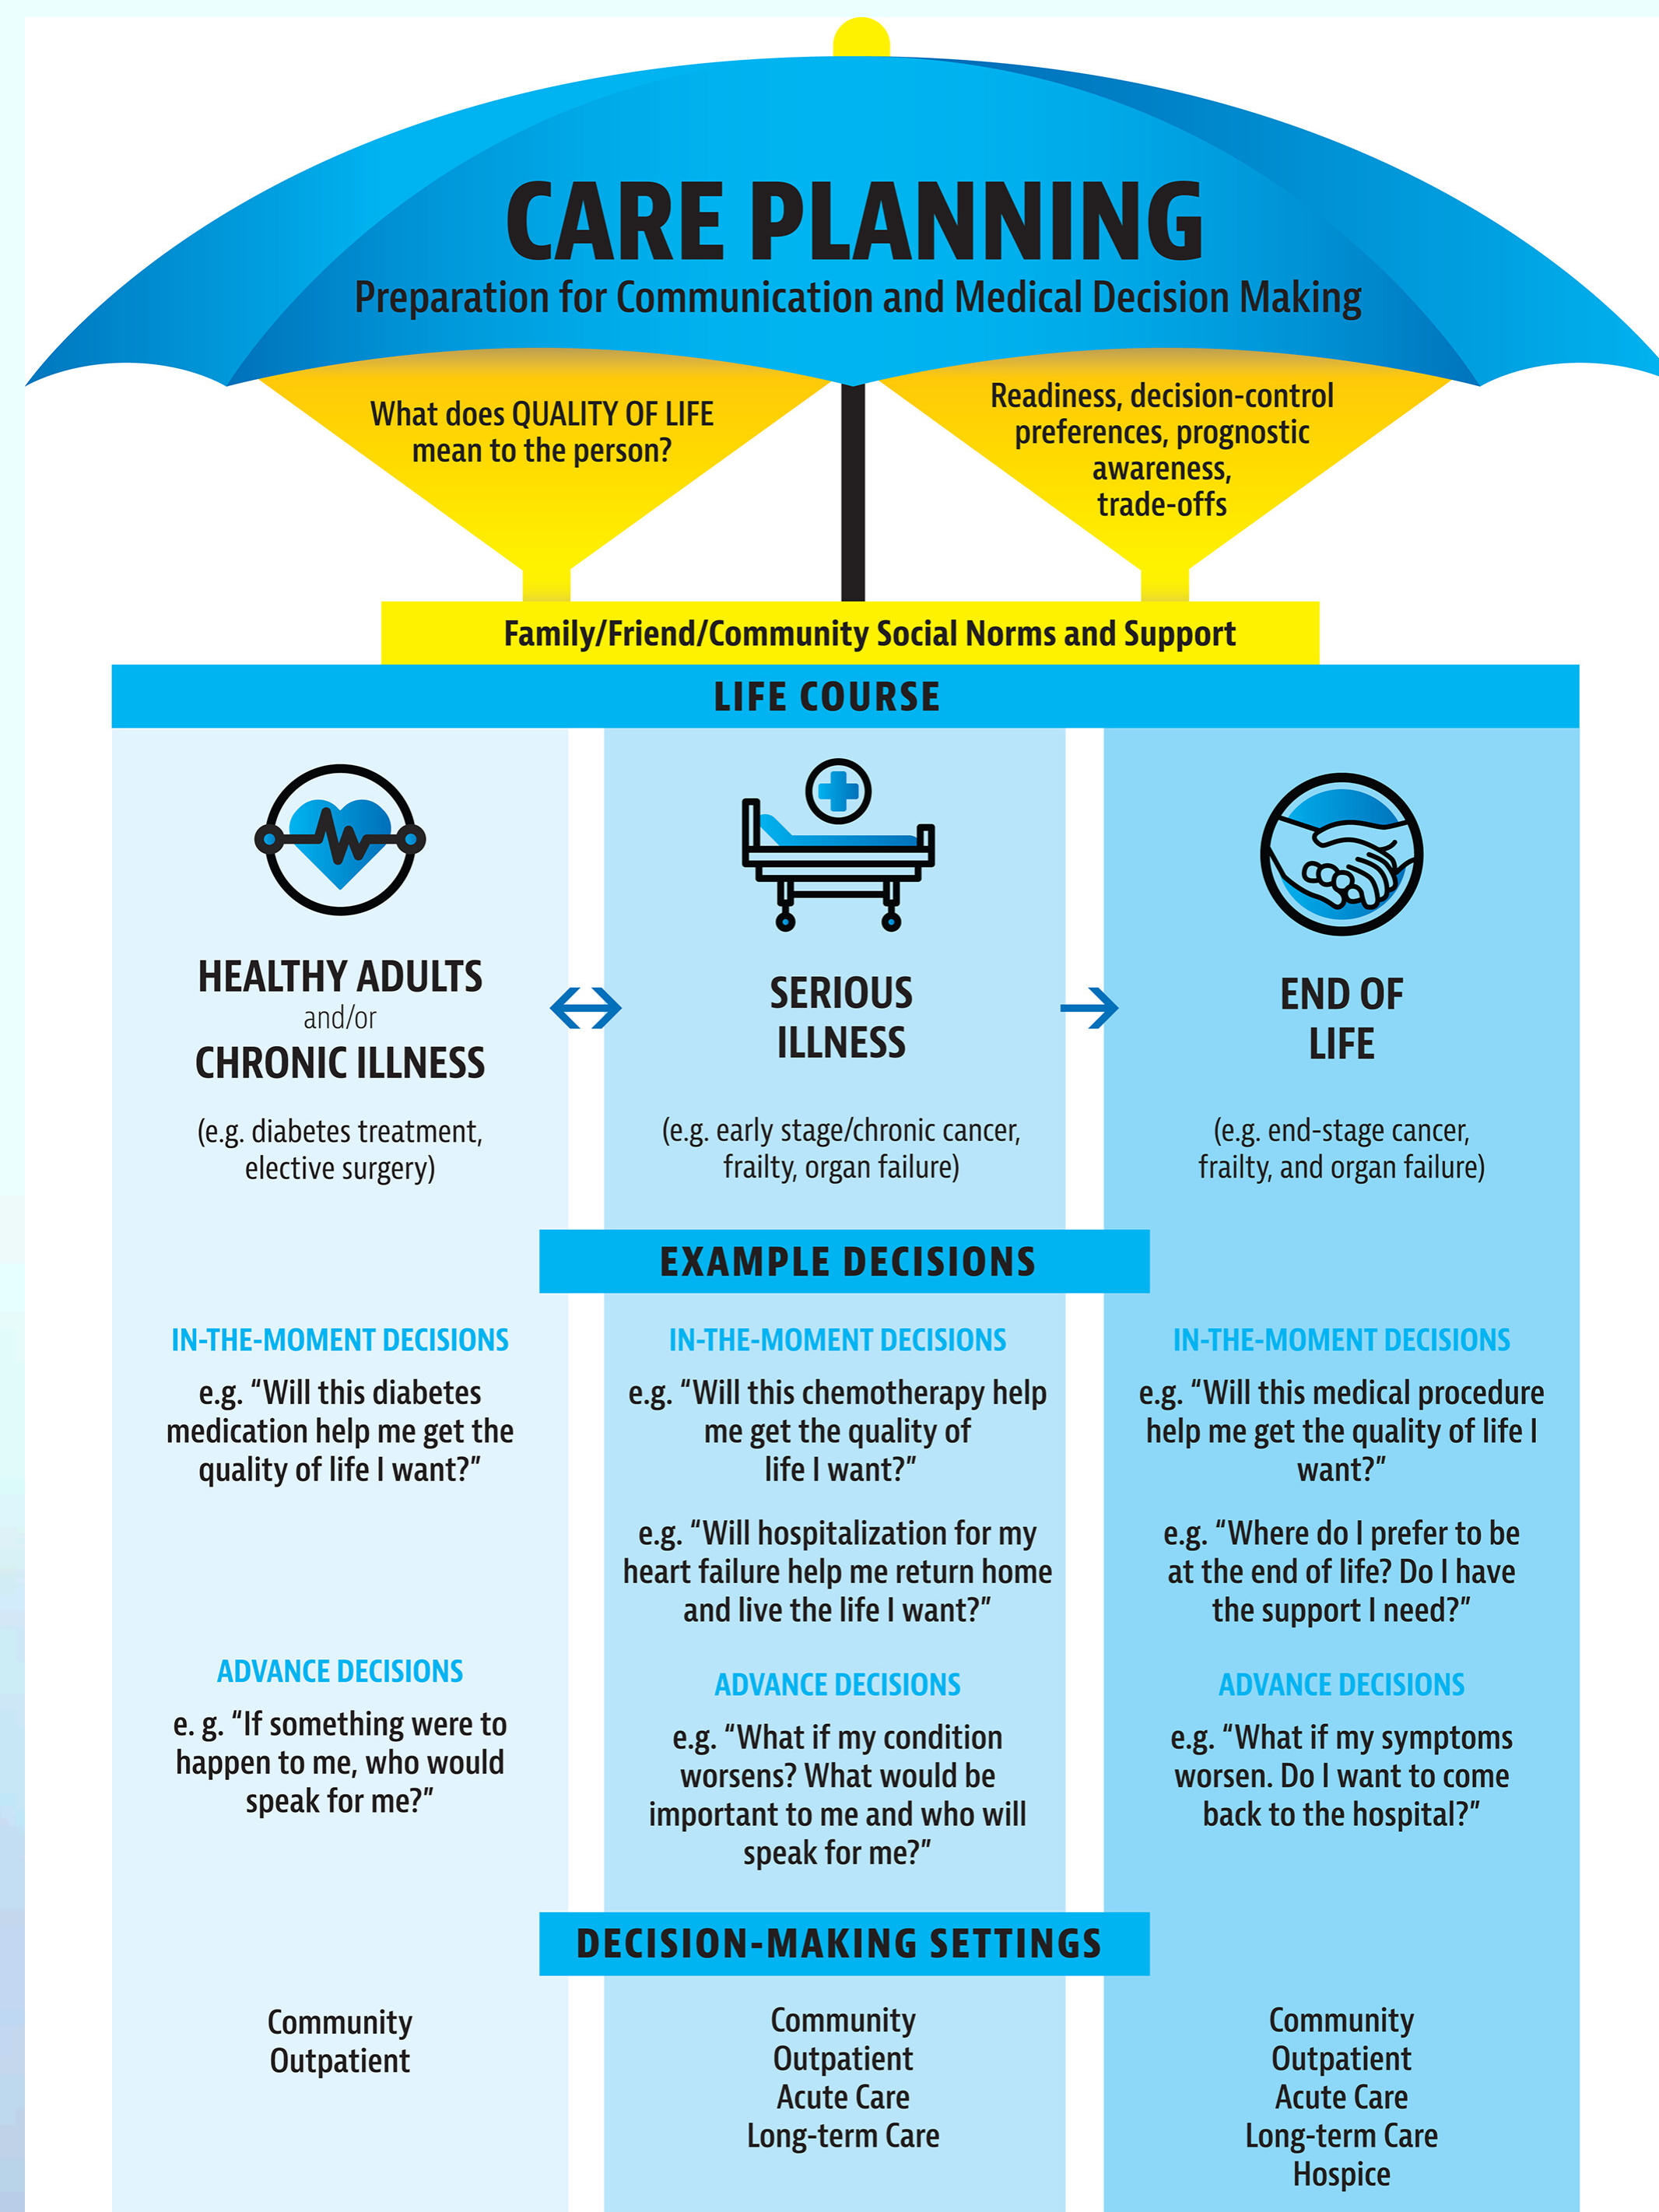 CARE PLANNING
Preparation for Communication and Medical Decision Making
What does QUALITY OF LIFE
mean to the person?
Readiness, decision-control
preferences, prognostic
awareness,
trade-offs
Family/Friend/Community Social Norms and Support
LIFE COURSE
HEALTHY ADULTS
and/or
CHRONIC ILLNESS
(e.g. diabetes treatment,
elective surgery)
SERIOUS
ILLNESS
(e.g. early stage/chronic cancer,
frailty, organ failure)
END OF
LIFE
(e.g. end-stage cancer,
frailty, and organ failure)
EXAMPLE DECISIONS
IN-THE-MOMENT DECISIONS
e.g. “Will this diabetes
medication help me get the
quality of life I want?”
ADVANCE DECISIONS
e. g. “If something were to
happen to me, who would
speak for me?”
IN-THE-MOMENT DECISIONS
e.g. “Will this chemotherapy help
me get the quality of
life I want?”
e.g. “Will hospitalization for my
heart failure help me return home
and live the life I want?”
ADVANCE DECISIONS
e.g. “What if my condition
worsens? What would be
important to me and who will
speak for me?”
IN-THE-MOMENT DECISIONS
e.g. “Will this medical procedure
help me get the quality of life I
want?”
e.g. “Where do I prefer to be
at the end of life? Do I have
the support I need?”
ADVANCE DECISIONS
e.g. “What if my symptoms
worsen. Do I want to come
back to the hospital?”
DECISION-MAKING SETTINGS
Community
Outpatient
Community
Outpatient
Acute Care
Long-term Care
Community
Outpatient
Acute Care
Long-term Care
Hospice